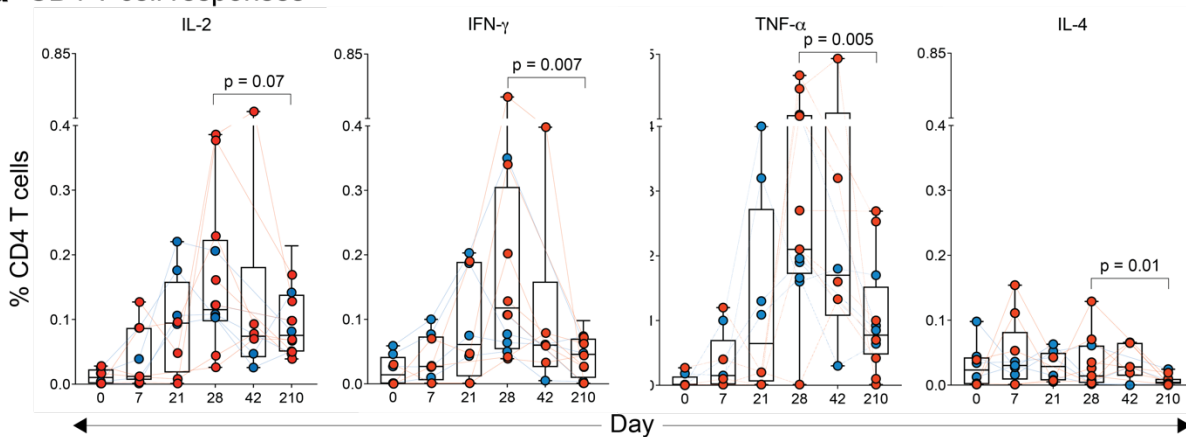 cell responses
IL-2
IFN-γ
TNF-α
IL-4
% CD4 T cells
0.85
0.4
0.3
0.2
0.1
0.0
p = 0.07
0 7 21 28 42 210
0.85
0.4
0.3
0.2
0.1
0.0
p = 0.007
0 7 21 28 42 210
p = 0.005
0 7 21 28 42 210
0.85
0.4
0.3
0.2
0.1
0.0
p = 0.01
0 7 21 28 42 210
Day